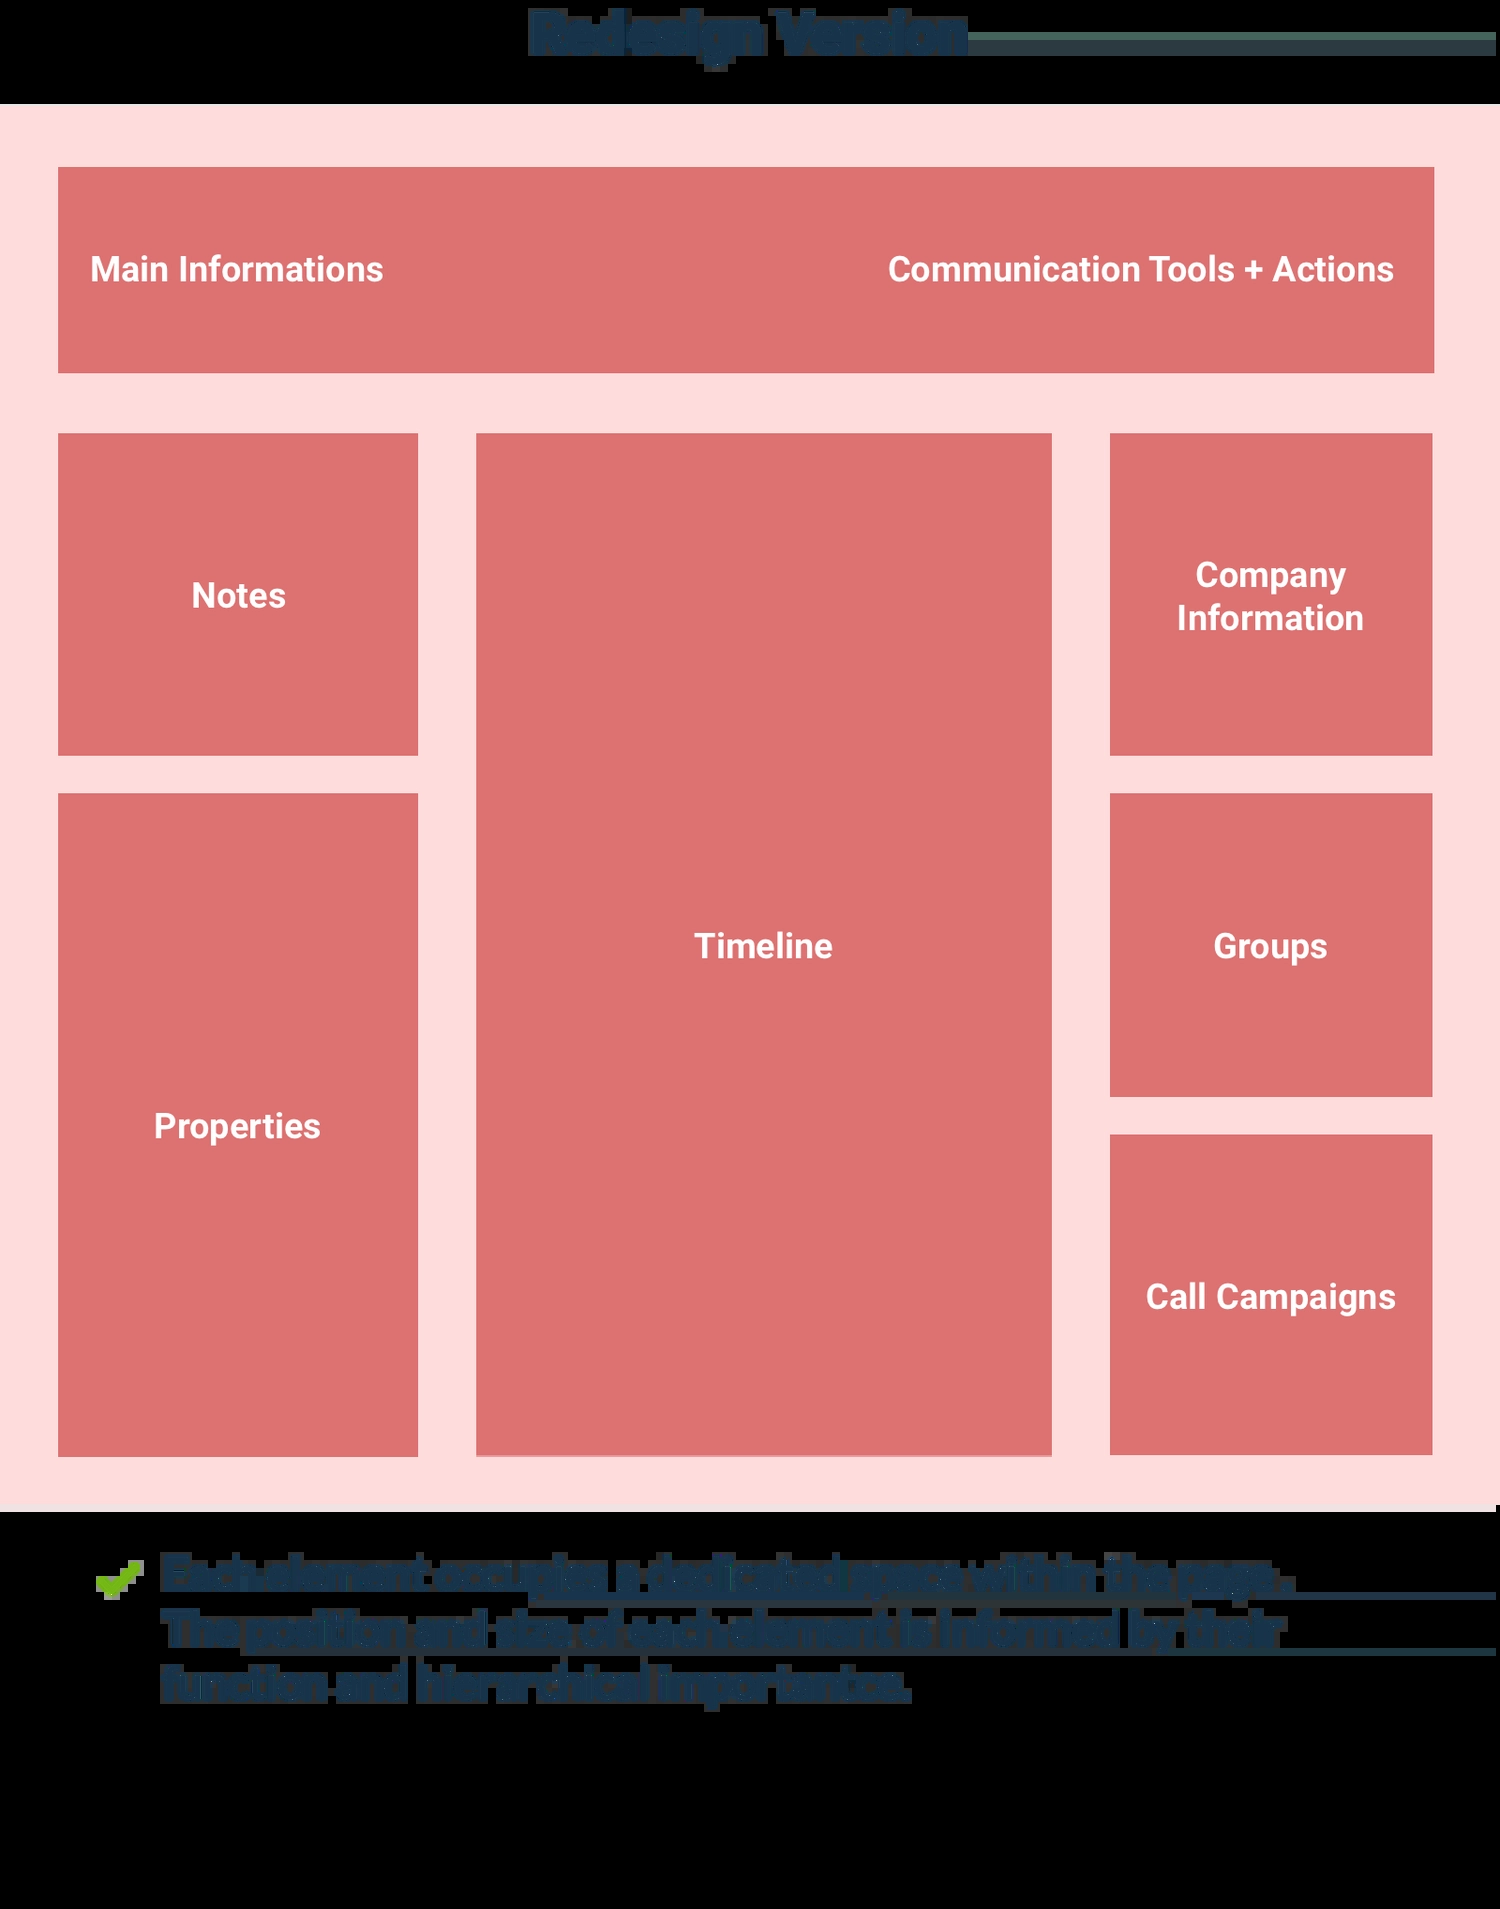 Redesign Version
Main Informations
Communication Tools + Actions
Notes
Company
Information
Timeline
Groups
Properties
Call Campaigns
Each element occupies a dedicated space within the page.
The position and size of each element is informed by their
function and hierarchical importance.